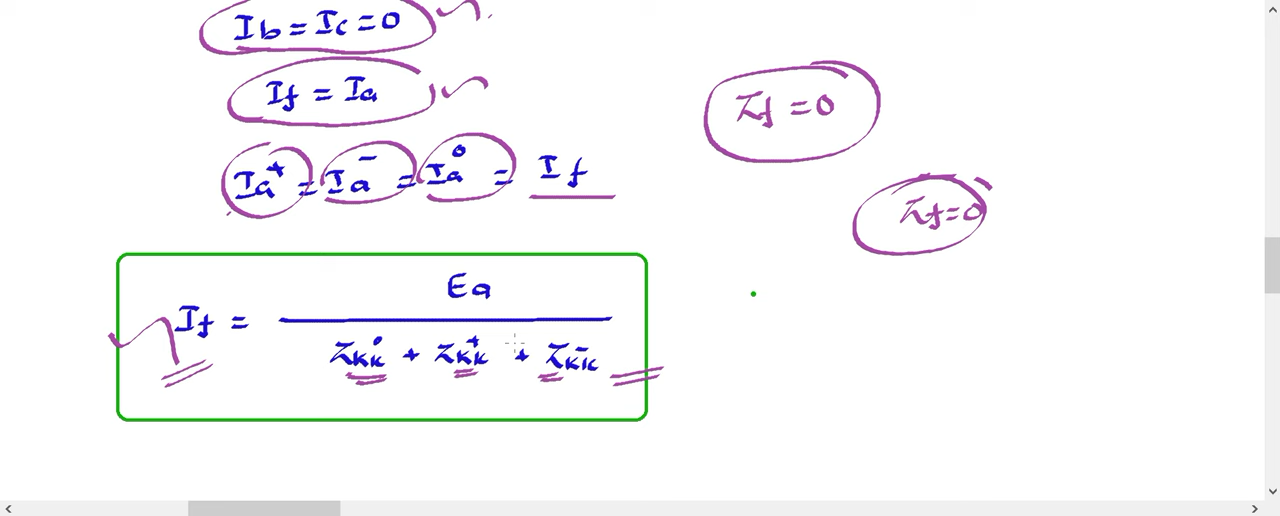 Ib = Ic = 0
If = Ia
Zf = 0
Ia⁺ = Ia⁻ = Ia⁰ = If
Zf = 0
If = Ea / (Zkk⁰ + Zkk⁺ + Zkk⁻)